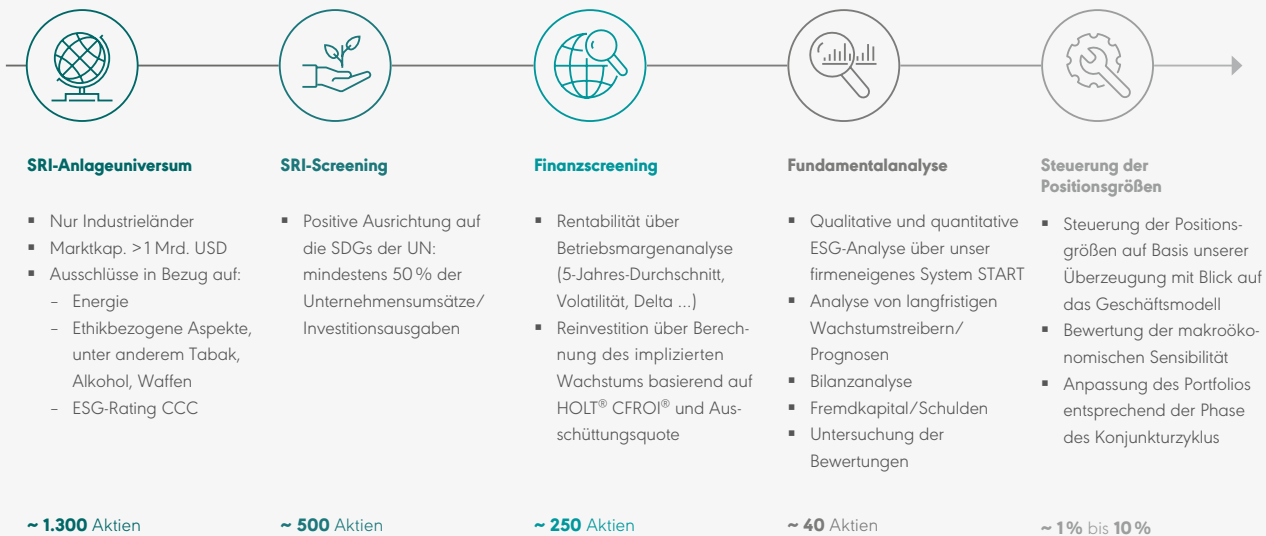 SRI-Anlageuniversum
▪ Nur Industrieländer
▪ Marktkap. >1 Mrd. USD
▪ Ausschlüsse in Bezug auf:
– Energie
– Ethikbezogene Aspekte,
unter anderem Tabak,
Alkohol, Waffen
– ESG-Rating CCC
~ 1.300 Aktien
SRI-Screening
▪ Positive Ausrichtung auf
die SDGs der UN:
mindestens 50 % der
Unternehmensumsätze/
Investitionsausgaben
~ 500 Aktien
Finanzscreening
▪ Rentabilität über
Betriebsmargenanalyse
(5-Jahres-Durchschnitt,
Volatilität, Delta ...)
▪ Reinvestition über Berech-
nung des implizierten
Wachstums basierend auf
HOLT® CFROI® und Aus-
schüttungsquote
~ 250 Aktien
Fundamentalanalyse
▪ Qualitative und quantitative
ESG-Analyse über unser
firmeneigenes System START
▪ Analyse von langfristigen
Wachstumstreibern/
Prognosen
▪ Bilanzanalyse
▪ Fremdkapital/Schulden
▪ Untersuchung der
Bewertungen
~ 40 Aktien
Steuerung der
Positionsgrößen
▪ Steuerung der Positions-
größen auf Basis unserer
Überzeugung mit Blick auf
das Geschäftsmodell
▪ Bewertung der makroöko-
nomischen Sensibilität
▪ Anpassung des Portfolios
entsprechend der Phase
des Konjunkturzyklus
~ 1 % bis 10 %